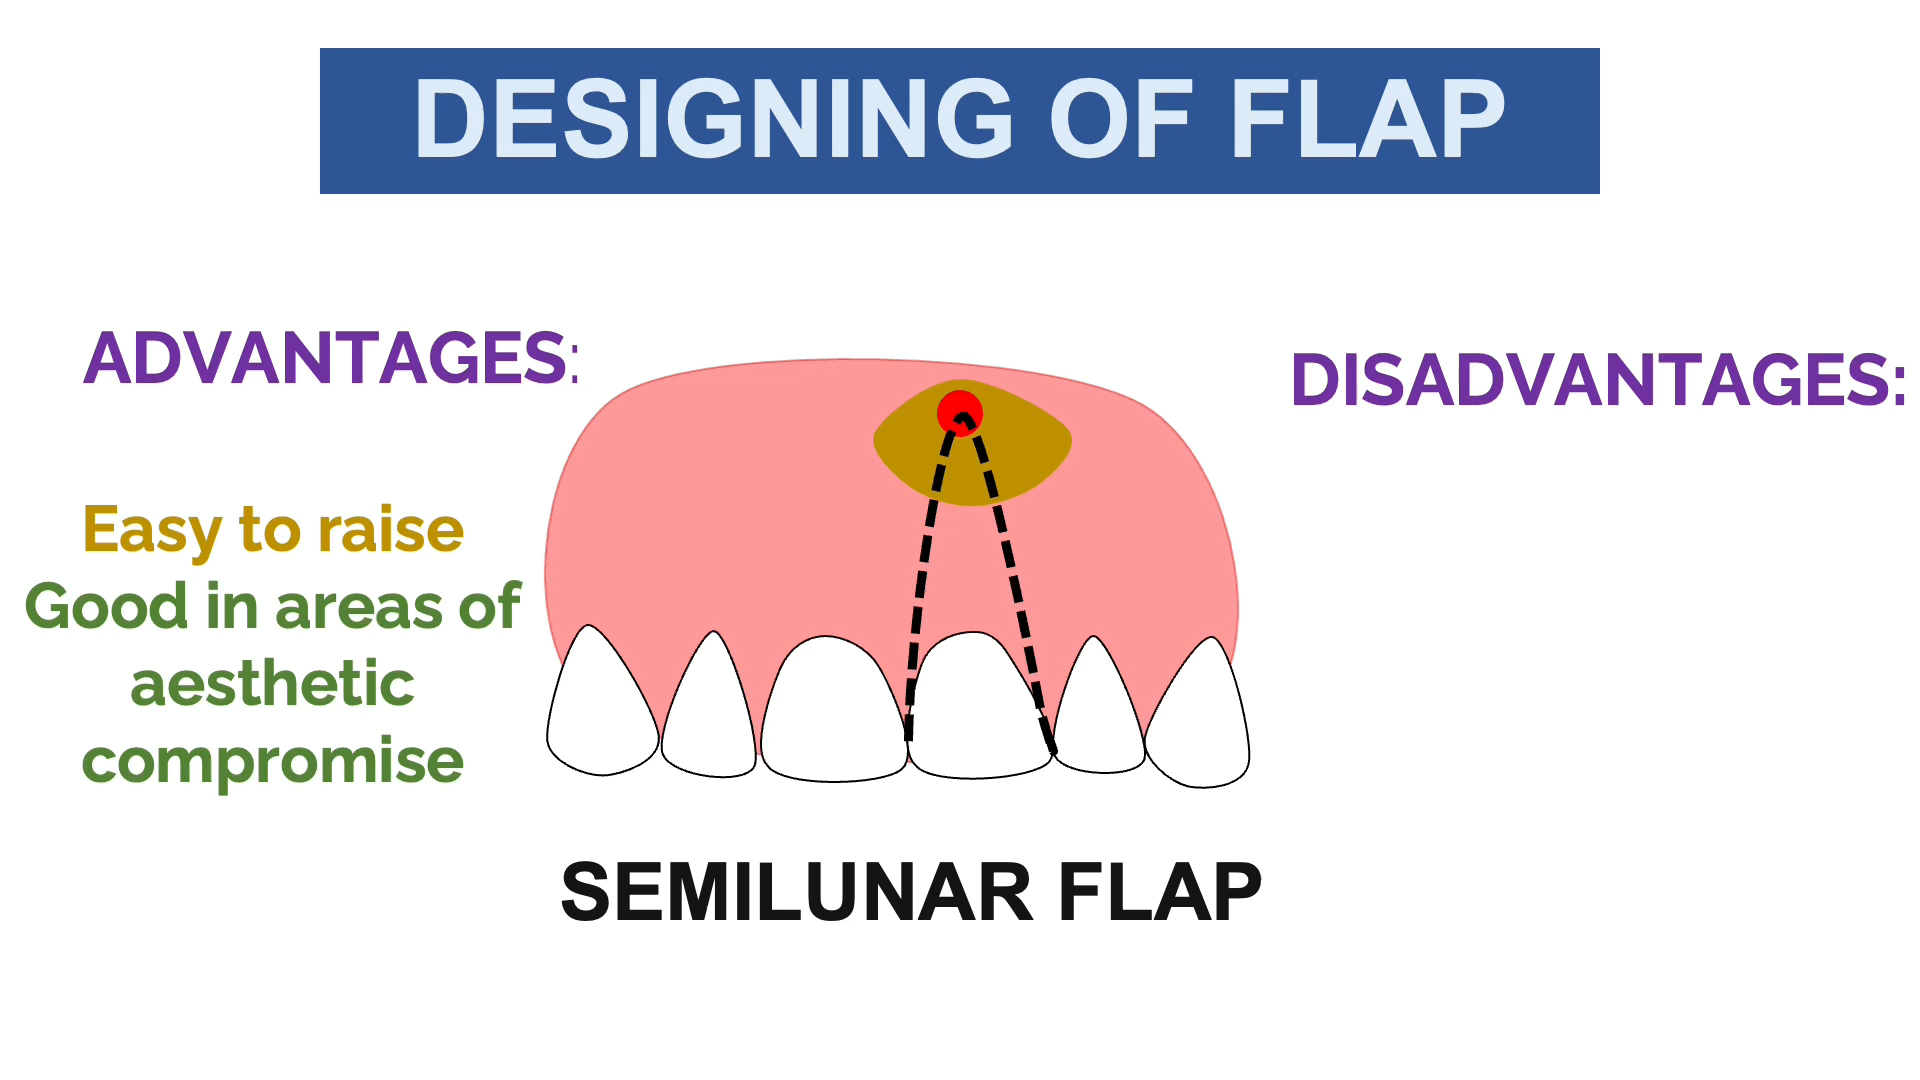 DESIGNING OF FLAP
ADVANTAGES:
Easy to raise
Good in areas of
aesthetic
compromise
DISADVANTAGES:
SEMILUNAR FLAP